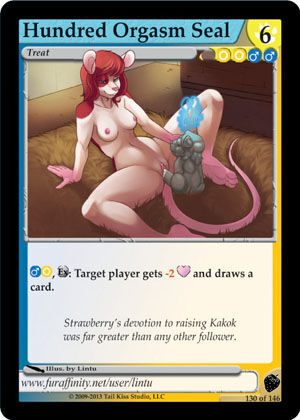 Hundred Orgasm Seal 6
Treat
: Target player gets -2 and draws a
card.
Strawberry's devotion to raising Kakok
was far greater than any other follower.
Illus. by Lintu
www.furaffinity.net/user/lintu
© 2009-2013 Tail Kiss Studio, LLC
130 of 146